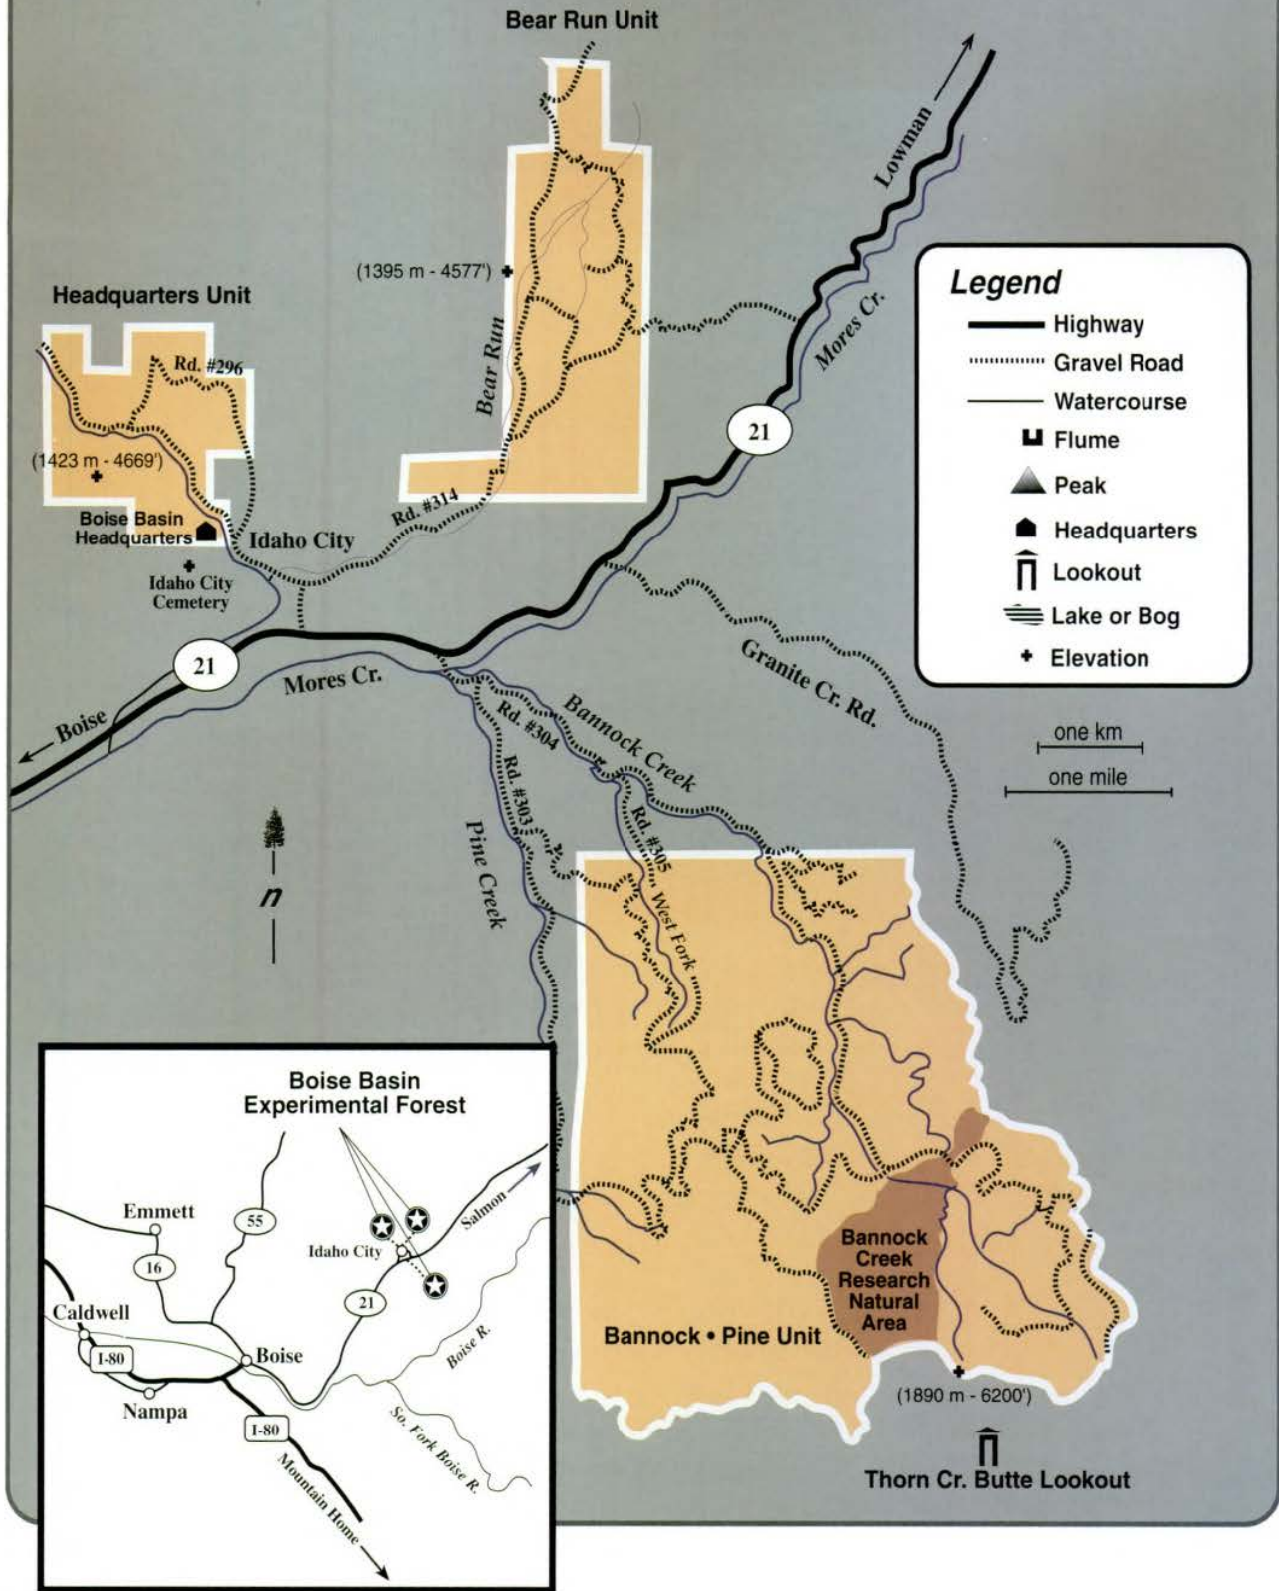 Bear Run Unit
Lowman
(1395 m - 4577')
Headquarters Unit
Rd. #296
Bear Run
Mores Cr.
21
(1423 m - 4669')
Rd. #314
Boise Basin
Headquarters
Idaho City
Idaho City
Cemetery
21
Mores Cr.
Boise
Granite Cr. Rd.
Bannock Creek
Rd. #304
Rd. #303
Rd. #305
Pine Creek
West Fork
Legend
Highway
Gravel Road
Watercourse
Flume
Peak
Headquarters
Lookout
Lake or Bog
Elevation
one km
one mile
n
Bannock
Creek
Research
Natural
Area
Bannock • Pine Unit
(1890 m - 6200')
Thorn Cr. Butte Lookout
Boise Basin
Experimental Forest
Emmett
55
Salmon
Idaho City
16
21
Caldwell
I-80
Boise
Boise R.
Nampa
I-80
So. Fork Boise R.
Mountain Home